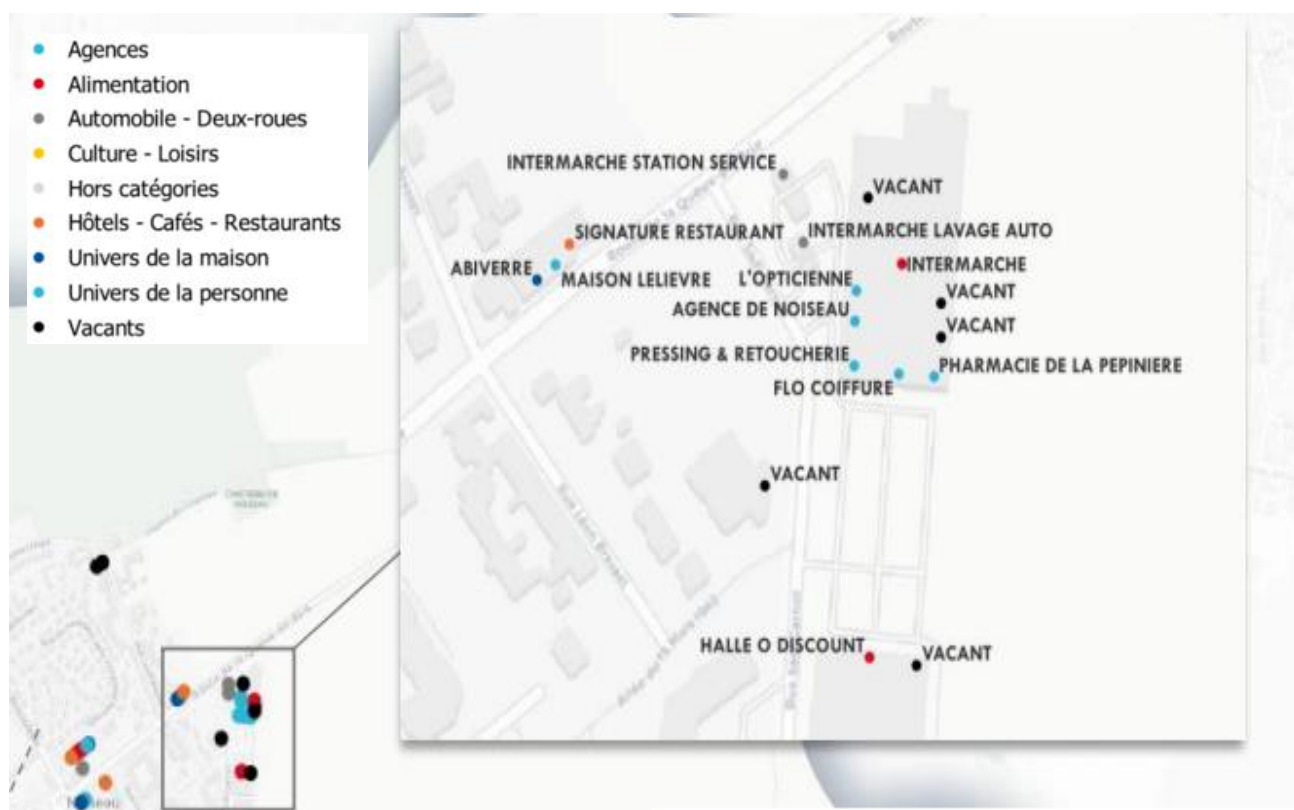 Agences
Alimentation
Automobile - Deux-roues
Culture - Loisirs
Hors catégories
Hôtels - Cafés - Restaurants
Univers de la maison
Univers de la personne
Vacants
INTERMARCHE STATION SERVICE
VACANT
SIGNATURE RESTAURANT
INTERMARCHE LAVAGE AUTO
ABIVERRE
MAISON LELIEVRE
L'OPTICIENNE
INTERMARCHE
VACANT
AGENCE DE NOISEAU
VACANT
PRESSING & RETOUCHERIE
PHARMACIE DE LA PEPINIERE
FLO COIFFURE
VACANT
HALLE O DISCOUNT
VACANT